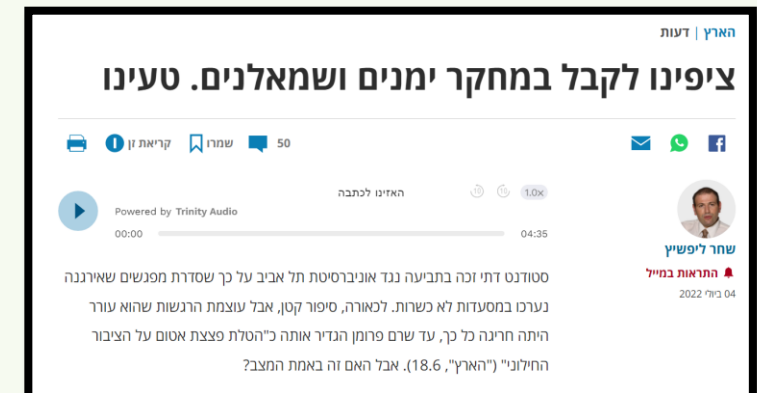 הארץ | דעות
ציפינו לקבל במחקר ימנים ושמאלנים. טעינו
50 שמרו קריאת זן
האזינו לכתבה 1.0x
Powered by Trinity Audio
00:00 04:35
שחר ליפשיץ
התראות במייל
04 ביולי 2022
סטודנט דתי זכה בתביעה נגד אוניברסיטת תל אביב על כך שסדרת מפגשים שאירגנה
נערכו במסעדות לא כשרות. לכאורה, סיפור קטן, אבל עוצמת הרגשות שהוא עורר
היתה חריגה כל כך, עד שרם פרומן הגדיר אותה כ"הטלת פצצת אטום על הציבור
החילוני" ("הארץ", 18.6). אבל האם זה באמת המצב?